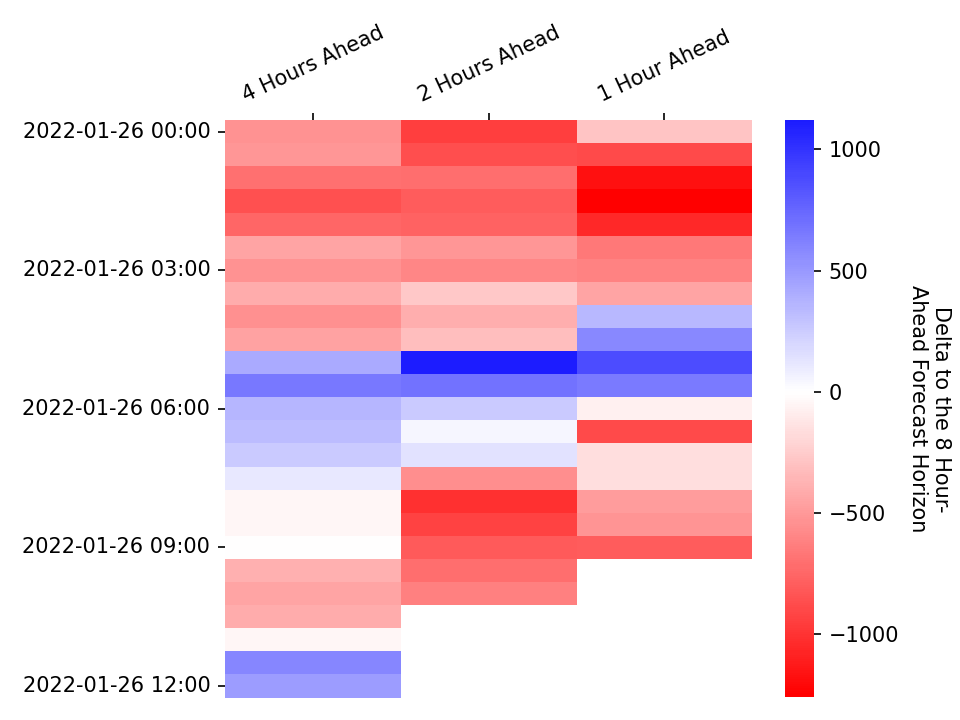 4 Hours Ahead
2 Hours Ahead
1 Hour Ahead
2022-01-26 00:00
2022-01-26 03:00
2022-01-26 06:00
2022-01-26 09:00
2022-01-26 12:00
1000
500
0
−500
−1000
Delta to the 8 Hour-
Ahead Forecast Horizon